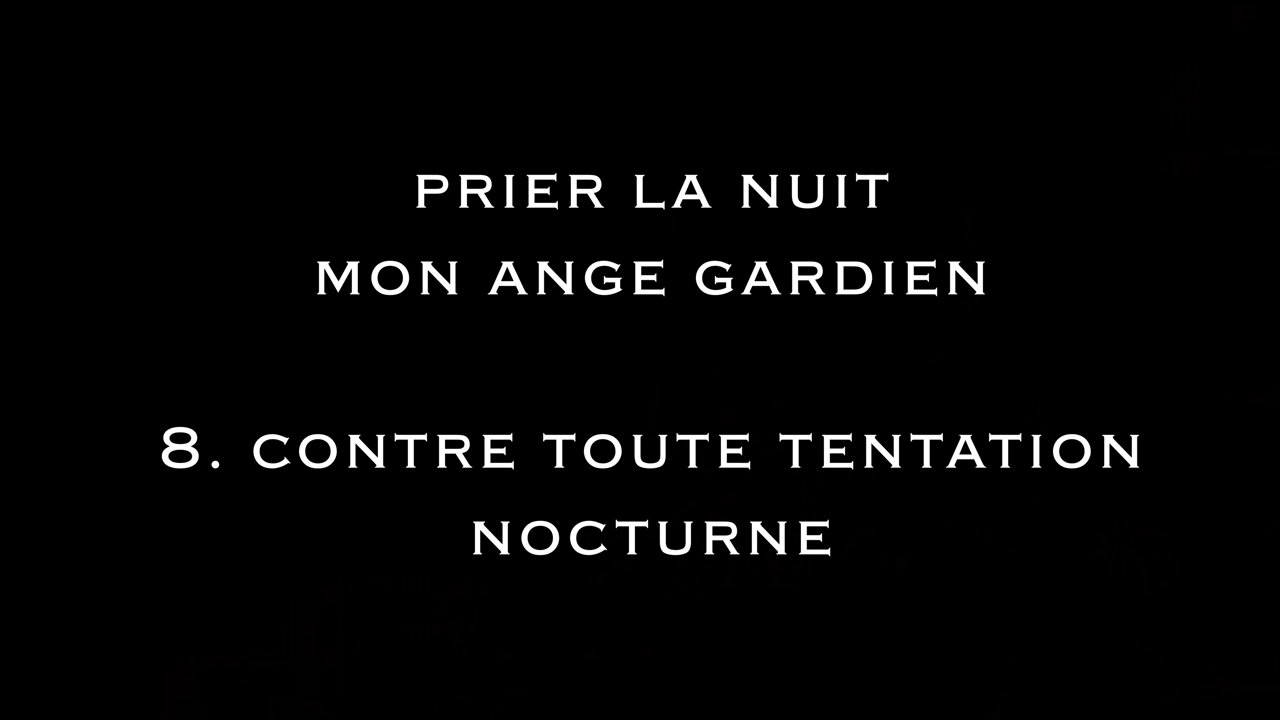 PRIER LA NUIT
MON ANGE GARDIEN
8. CONTRE TOUTE TENTATION
NOCTURNE